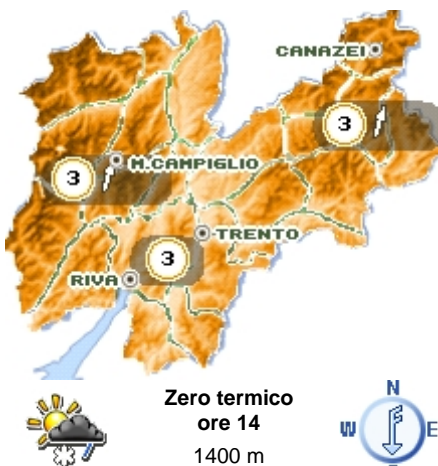 CANAZEI
3
M.CAMPIGLIO
3
TRENTO
3
RIVA
Zero termico
ore 14
1400 m
N
W E